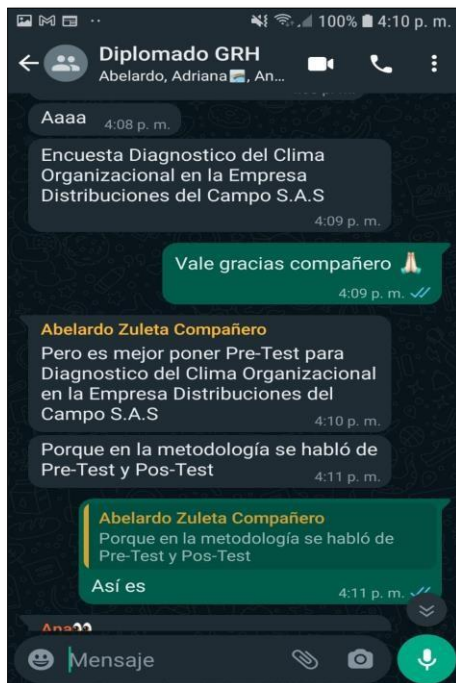 100% 4:10 p. m.
Diplomado GRH
Abelardo, Adriana, An...
Aaaa 4:08 p. m.
Encuesta Diagnostico del Clima
Organizacional en la Empresa
Distribuciones del Campo S.A.S
4:09 p. m.
Vale gracias compañero 🙏🏻
4:09 p. m.
Abelardo Zuleta Compañero
Pero es mejor poner Pre-Test para
Diagnostico del Clima Organizacional
en la Empresa Distribuciones del
Campo S.A.S
4:10 p. m.
Porque en la metodología se habló de
Pre-Test y Pos-Test
4:11 p. m.
Abelardo Zuleta Compañero
Porque en la metodología se habló de
Pre-Test y Pos-Test
Así es
4:11 p. m.
Ana👀
Mensaje